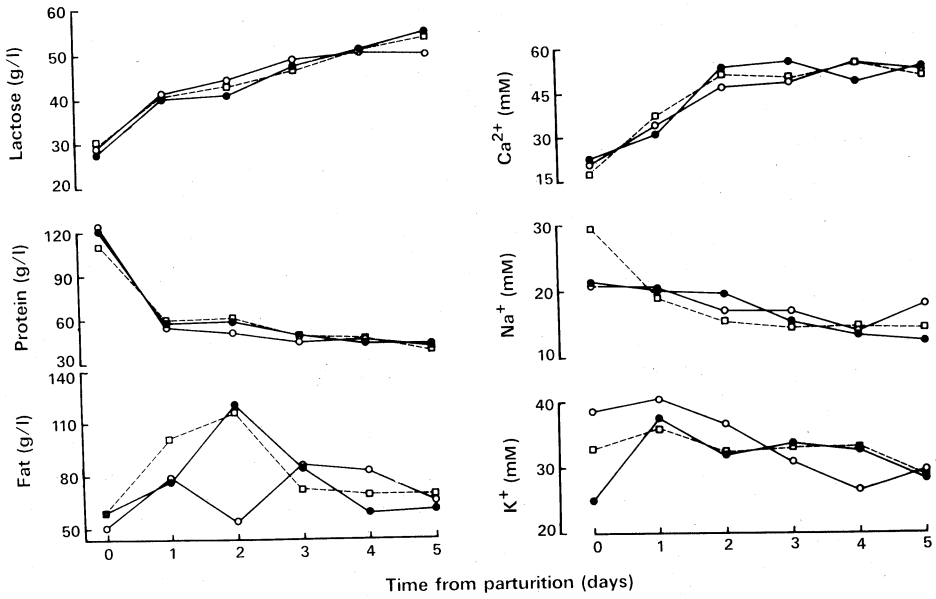 60
50
40
30
20
Lactose (g/l)
120
90
60
30
Protein (g/l)
140
110
80
50
Fat (g/l)
0 1 2 3 4 5
60
45
30
15
Ca2+ (mM)
30
20
10
Na+ (mM)
40
30
20
K+ (mM)
0 1 2 3 4 5
Time from parturition (days)